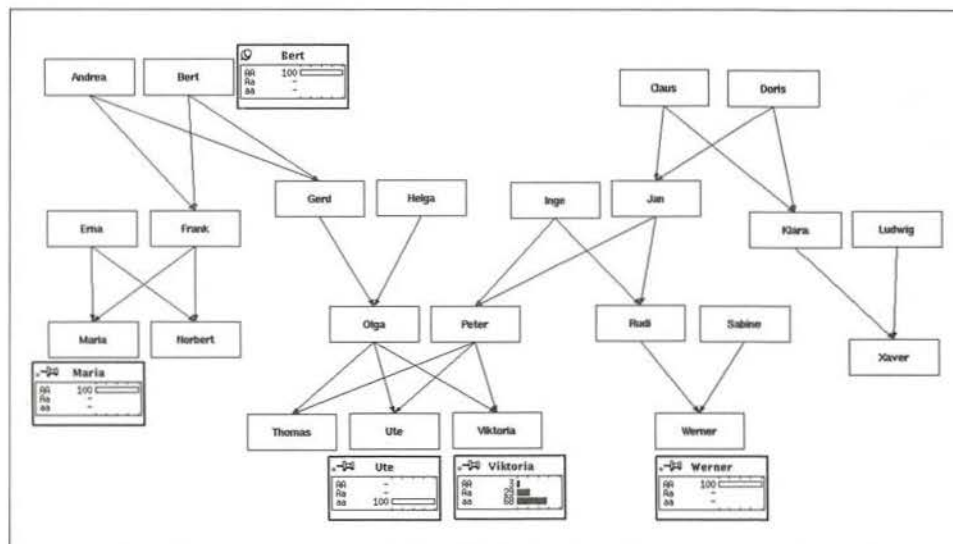 Bert
AA 100
Aa -
aa -
Andrea
Bert
Claus
Doris
Gerd
Helga
Inge
Jan
Erna
Frank
Klara
Ludwig
Maria
Norbert
Olga
Peter
Rudi
Sabine
Xaver
Maria
AA 100
Aa -
aa -
Thomas
Ute
Viktoria
Werner
Ute
AA -
Aa -
aa 100
Viktoria
AA 3
Aa
aa
Werner
AA 100
Aa -
aa -